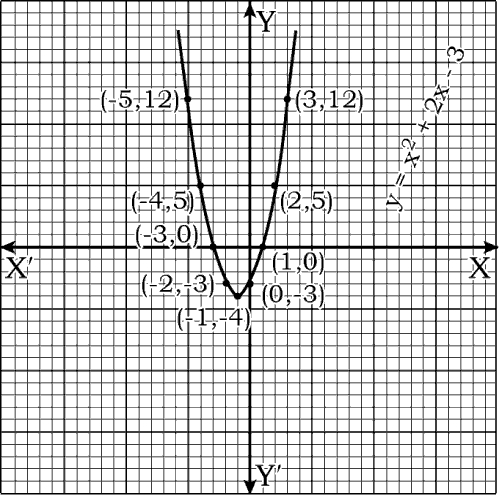 Y
(-5,12)
(3,12)
y = x² + 2x - 3
(-4,5)
(2,5)
(-3,0)
X'
X
(1,0)
(-2,-3)
(0,-3)
(-1,-4)
Y'